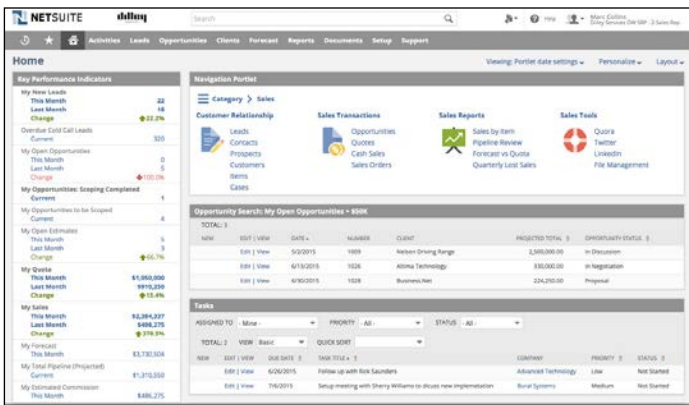 NETSUITE dilley Search Help Marc Collins
Activities Leads Opportunities Clients Forecast Reports Documents Setup Support
Home Viewing: Portlet date settings Personalize Layout
Key Performance Indicators
My New Leads
This Month 22
Last Month 18
Change 22.2%
Overdue Cold Call Leads
Current 320
My Open Opportunities
This Month 0
Last Month 5
Change 100.0%
My Opportunities: Scoping Completed
Current 1
My Opportunities to be Scoped
Current 4
My Open Estimates
This Month 5
Last Month 3
Change 66.7%
My Quota
This Month $1,050,000
Last Month $910,250
Change 15.4%
My Sales
This Month
Last Month $498,275
Change
My Forecast
This Month $3,730,504
My Total Pipeline (Projected)
Current $1,310,550
My Estimated Commission
This Month $486,275
Navigation Portlet
Category > Sales
Customer Relationship
Leads
Contacts
Prospects
Customers
Items
Cases
Sales Transactions
Opportunities
Quotes
Cash Sales
Sales Orders
Sales Reports
Sales by Item
Pipeline Review
Forecast vs Quota
Quarterly Lost Sales
Sales Tools
Quora
Twitter
LinkedIn
File Management
Opportunity Search: My Open Opportunities > $50K
TOTAL: 3
NEW EDIT | VIEW DATE NUMBER CLIENT PROJECTED TOTAL OPPORTUNITY STATUS
Edit | View 5/2/2015 1009 Nelson Driving Range 2,500,000.00 In Discussion
Edit | View 6/13/2015 1026 Altima Technology 330,000.00 In Negotiation
Edit | View 6/30/2015 1028 Business.Net 224,250.00 Proposal
Tasks
ASSIGNED TO - Mine - PRIORITY - All - STATUS - All -
TOTAL: 2 VIEW Basic QUICK SORT
NEW EDIT | VIEW DUE DATE TASK TITLE COMPANY PRIORITY STATUS
Edit | View 6/26/2015 Follow up with Rick Saunders Advanced Technology Low Not Started
Edit | View 7/6/2015 Setup meeting with Sherry Williams to dicuss new implemetation Bural Systems Medium Not Started